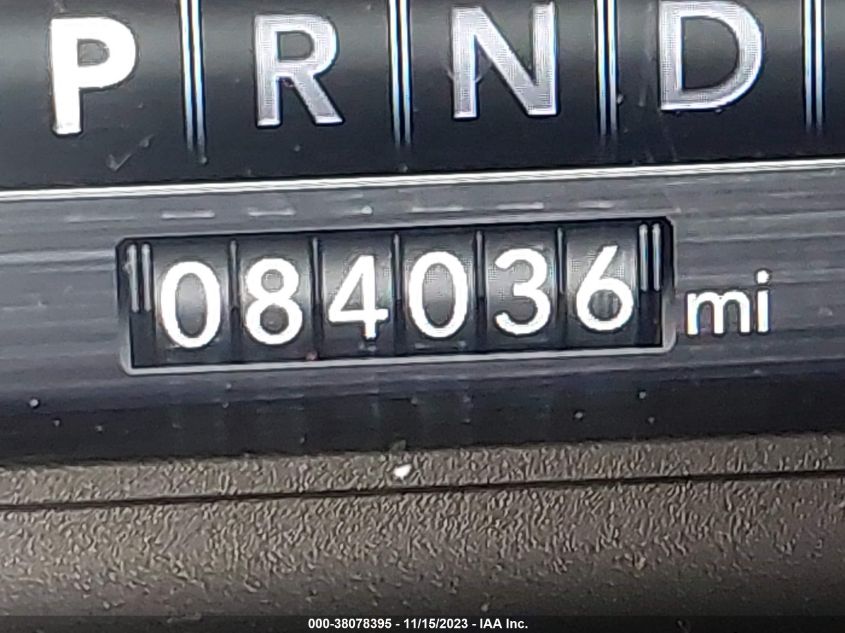 P R N D
084036 mi
000-38078395 - 11/15/2023 - IAA Inc.